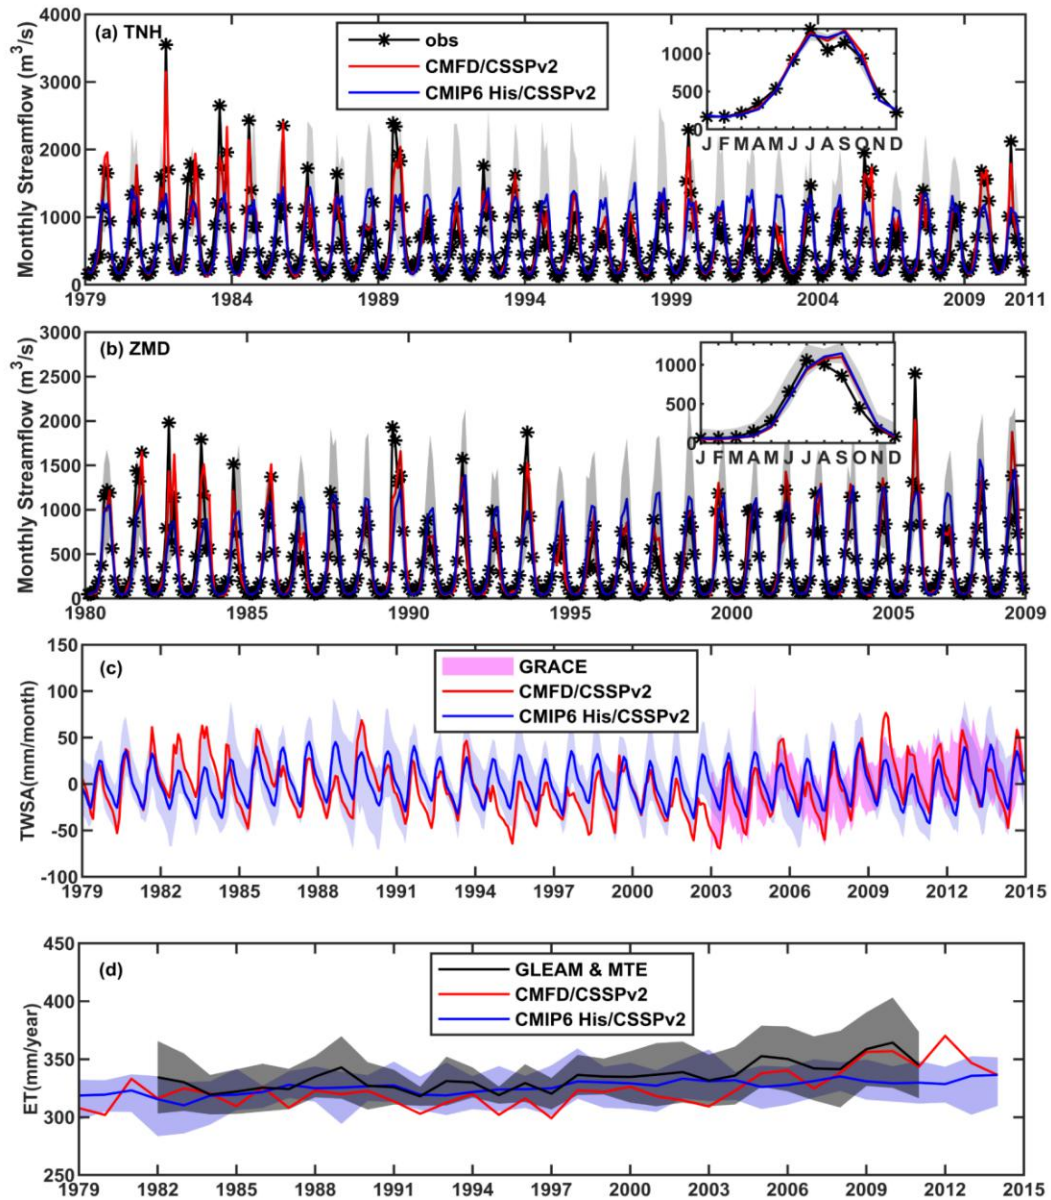 (a) TNH
obs
CMFD/CSSPv2
CMIP6 His/CSSPv2
Monthly Streamflow (m³/s)
4000
3000
2000
1000
0
1000
500
0
J F M A M J J A S O N D
1979 1984 1989 1994 1999 2004 2009 2011
(b) ZMD
Monthly Streamflow (m³/s)
3000
2500
2000
1500
1000
500
0
1000
500
0
J F M A M J J A S O N D
1980 1985 1990 1995 2000 2005 2009
(c)
GRACE
CMFD/CSSPv2
CMIP6 His/CSSPv2
TWSA(mm/month)
150
100
50
0
-50
-100
1979 1982 1985 1988 1991 1994 1997 2000 2003 2006 2009 2012 2015
(d)
GLEAM & MTE
CMFD/CSSPv2
CMIP6 His/CSSPv2
ET(mm/year)
450
400
350
300
250
1979 1982 1985 1988 1991 1994 1997 2000 2003 2006 2009 2012 2015